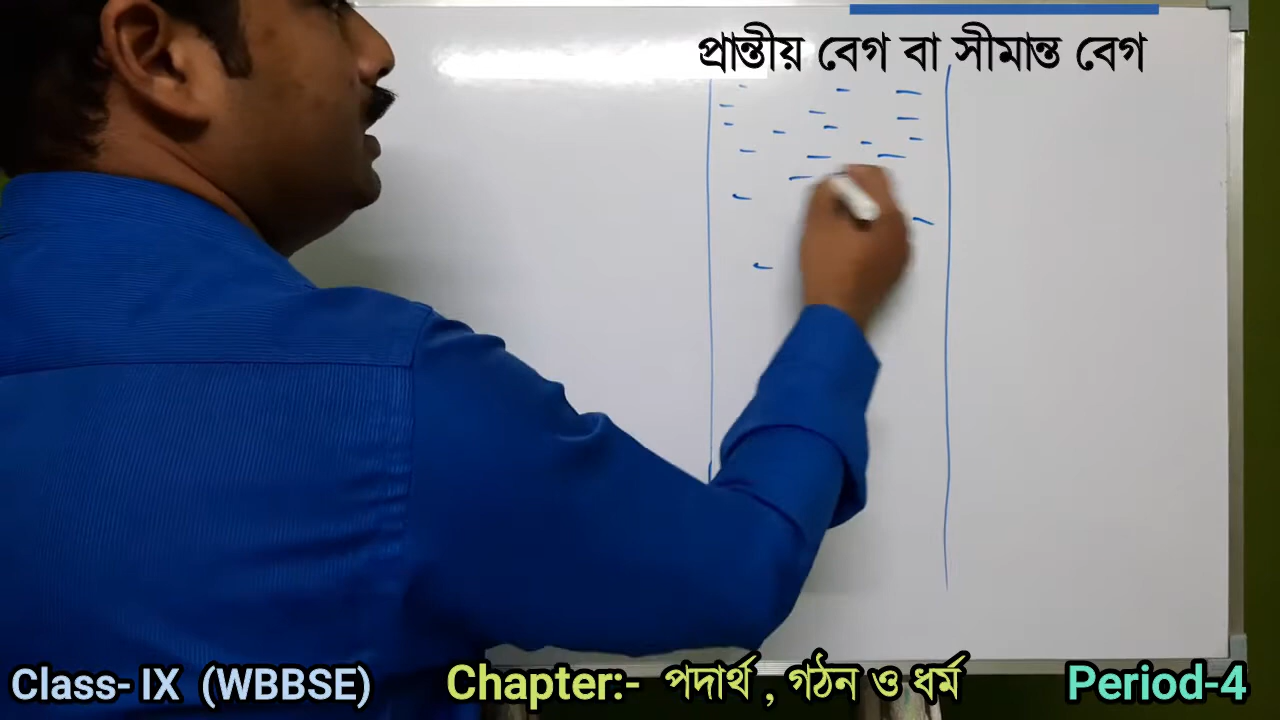 প্রান্তীয় বেগ বা সীমান্ত বেগ
Class- IX (WBBSE) Chapter:- পদার্থ , গঠন ও ধর্ম Period-4